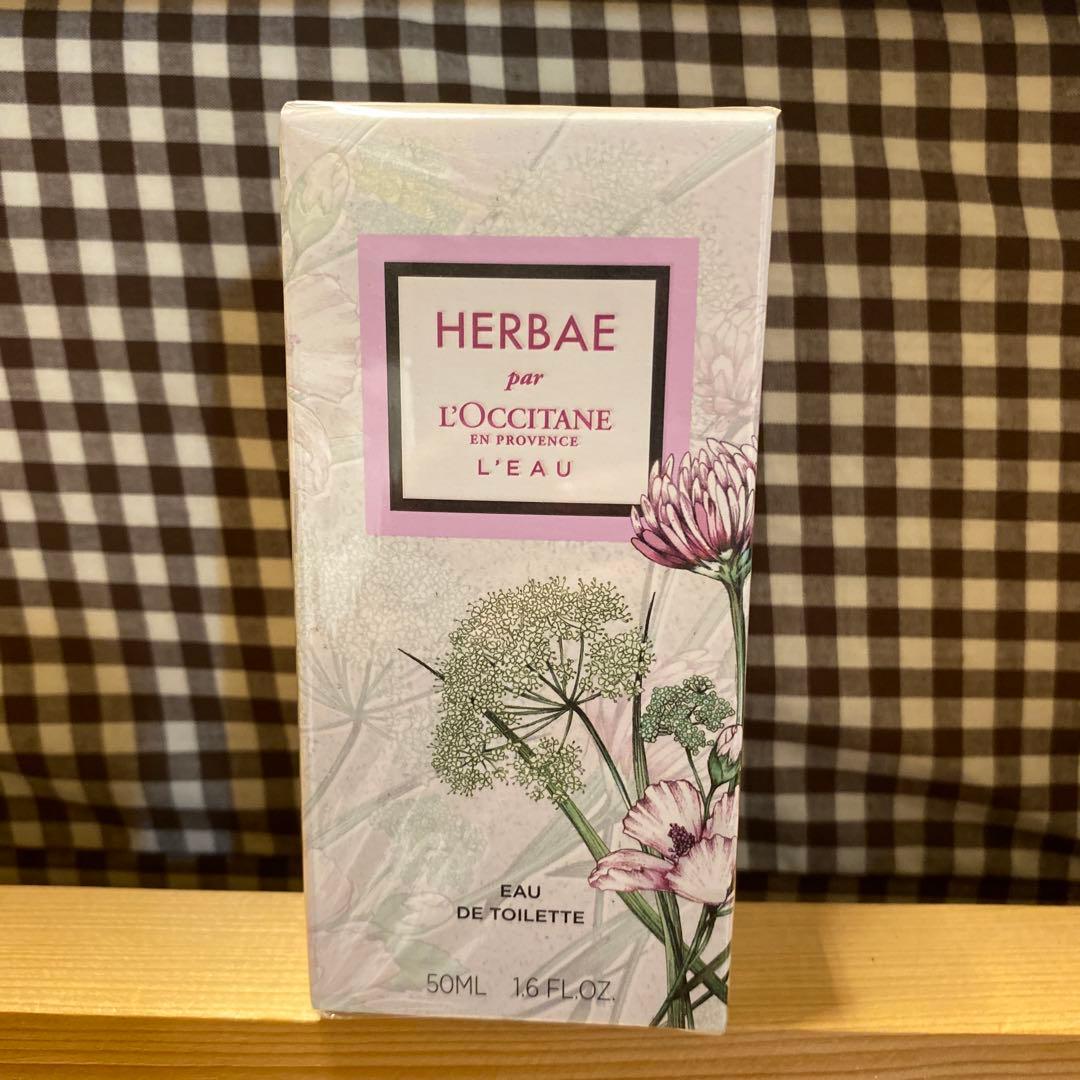 HERBAE
par
L'OCCITANE
EN PROVENCE
L'EAU
EAU
DE TOILETTE
50ML 1.6 FL.OZ.